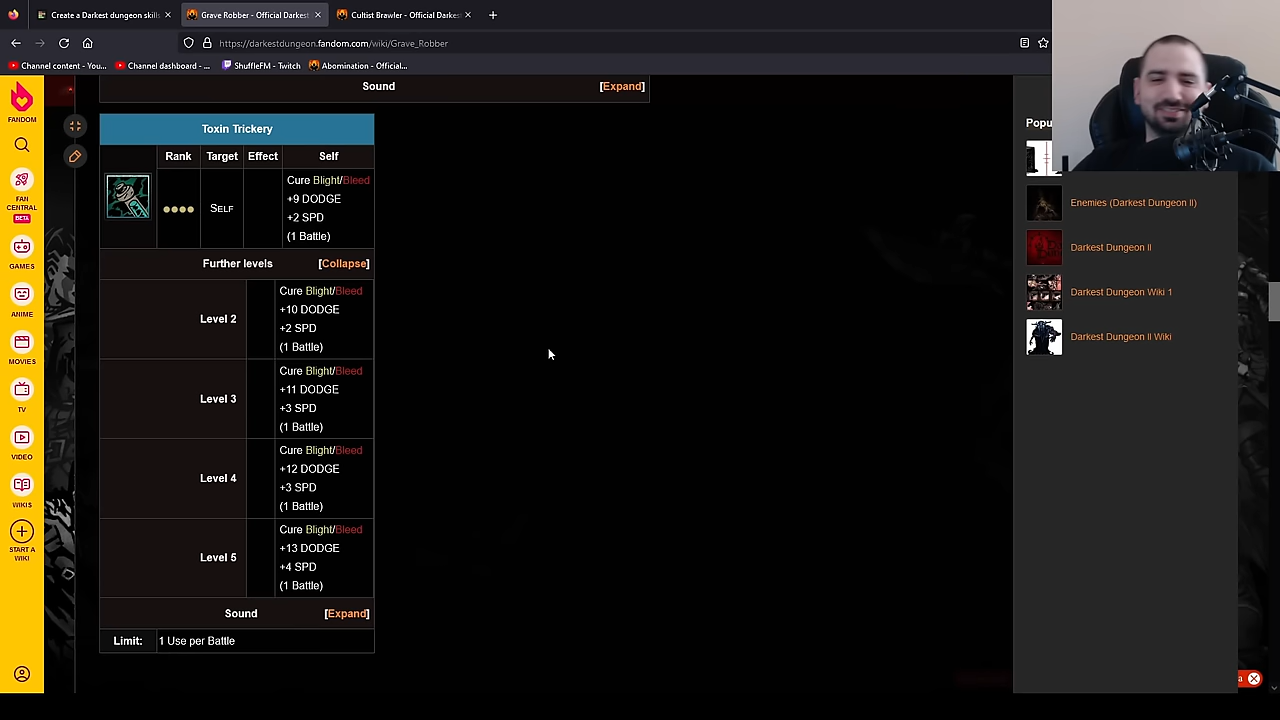 Create a Darkest dungeon skills
Grave Robber - Official Darkest
Cultist Brawler - Official Darkest
https://darkestdungeon.fandom.com/wiki/Grave_Robber
YouTube Channel content - You...
YouTube Channel dashboard - ...
ShuffleFM - Twitch
Abomination - Official...
FANDOM
FAN
CENTRAL
BETA
GAMES
ANIME
MOVIES
TV
VIDEO
WIKIS
START A
WIKI
Sound [Expand]
Toxin Trickery
Rank Target Effect Self
SELF
Cure Blight/Bleed
+9 DODGE
+2 SPD
(1 Battle)
Further levels [Collapse]
Level 2
Cure Blight/Bleed
+10 DODGE
+2 SPD
(1 Battle)
Level 3
Cure Blight/Bleed
+11 DODGE
+3 SPD
(1 Battle)
Level 4
Cure Blight/Bleed
+12 DODGE
+3 SPD
(1 Battle)
Level 5
Cure Blight/Bleed
+13 DODGE
+4 SPD
(1 Battle)
Sound [Expand]
Limit: 1 Use per Battle
Popu
Enemies (Darkest Dungeon II)
Darkest Dungeon II
Darkest Dungeon Wiki 1
Darkest Dungeon II Wiki